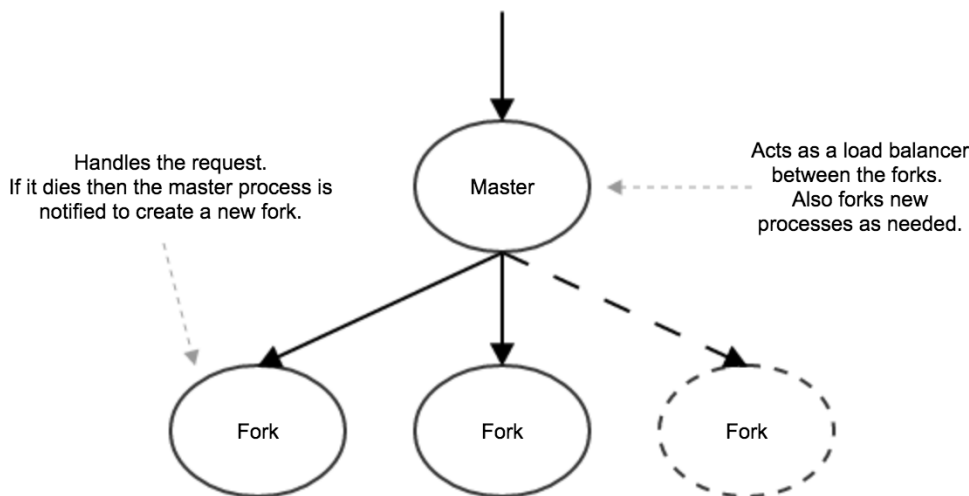 Handles the request.
If it dies then the master process is
notified to create a new fork.
Master
Acts as a load balancer
between the forks.
Also forks new
processes as needed.
Fork
Fork
Fork